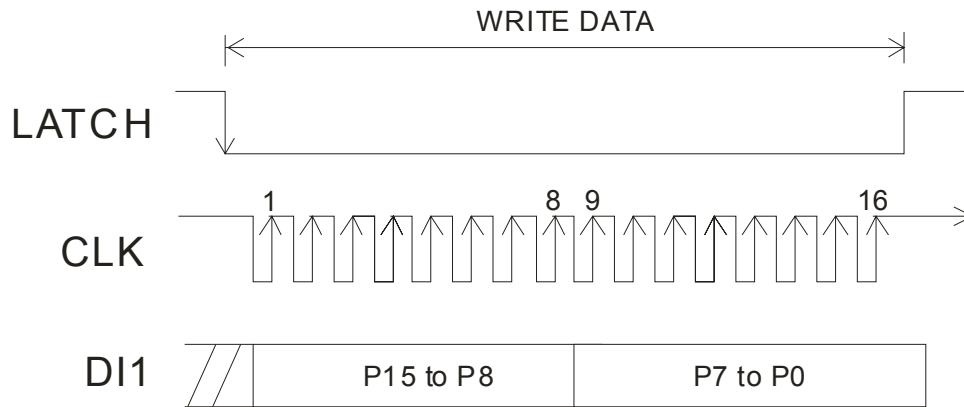 WRITE DATA
LATCH
1 8 9 16
CLK
DI1 P15 to P8 P7 to P0